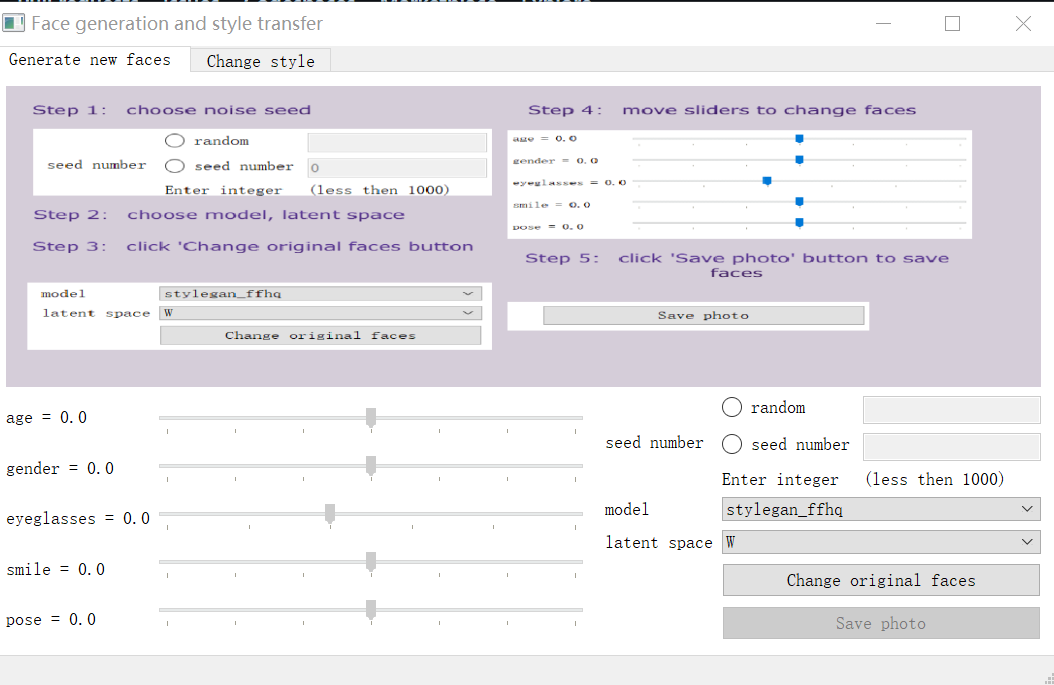 Face generation and style transfer
Generate new faces
Change style
Step 1: choose noise seed
random
seed number
seed number
0
Enter integer (less then 1000)
Step 2: choose model, latent space
Step 3: click 'Change original faces button
model
stylegan_ffhq
latent space
W
Change original faces
Step 4: move sliders to change faces
age = 0.0
gender = 0.0
eyeglasses = 0.0
smile = 0.0
pose = 0.0
Step 5: click 'Save photo' button to save
faces
Save photo
age = 0.0
gender = 0.0
eyeglasses = 0.0
smile = 0.0
pose = 0.0
random
seed number
seed number
Enter integer (less then 1000)
model
stylegan_ffhq
latent space
W
Change original faces
Save photo